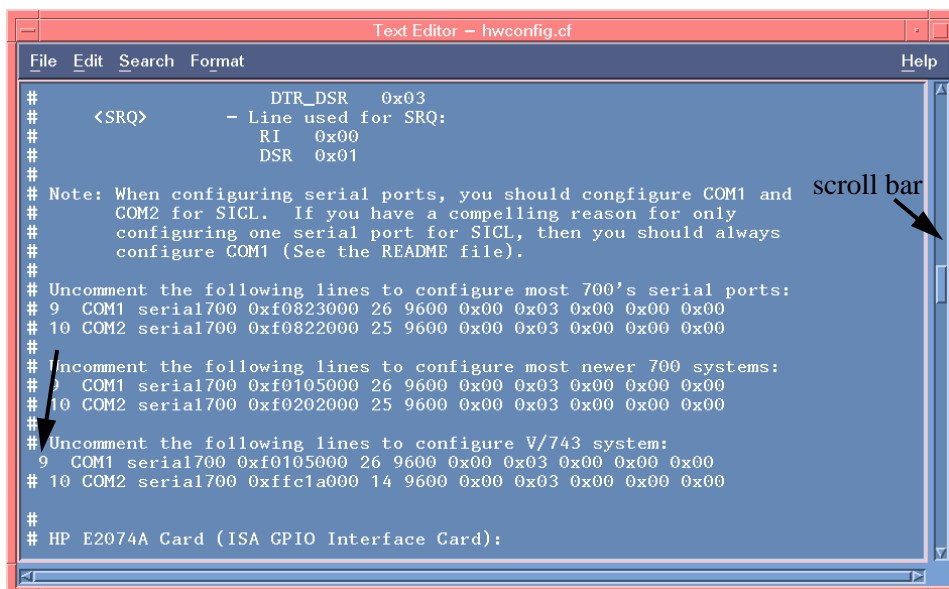 Text Editor – hwconfig.cf
File Edit Search Format Help
# DTR_DSR 0x03
# <SRQ> – Line used for SRQ:
# RI 0x00
# DSR 0x01
#
# Note: When configuring serial ports, you should congfigure COM1 and
# COM2 for SICL. If you have a compelling reason for only
# configuring one serial port for SICL, then you should always
# configure COM1 (See the README file).
#
# Uncomment the following lines to configure most 700's serial ports:
# 9 COM1 serial700 0xf0823000 26 9600 0x00 0x03 0x00 0x00 0x00
# 10 COM2 serial700 0xf0822000 25 9600 0x00 0x03 0x00 0x00 0x00
#
# Uncomment the following lines to configure most newer 700 systems:
# 9 COM1 serial700 0xf0105000 26 9600 0x00 0x03 0x00 0x00 0x00
# 10 COM2 serial700 0xf0202000 25 9600 0x00 0x03 0x00 0x00 0x00
#
# Uncomment the following lines to configure V/743 system:
9 COM1 serial700 0xf0105000 26 9600 0x00 0x03 0x00 0x00 0x00
# 10 COM2 serial700 0xffc1a000 14 9600 0x00 0x03 0x00 0x00 0x00
#
# HP E2074A Card (ISA GPIO Interface Card):
scroll bar